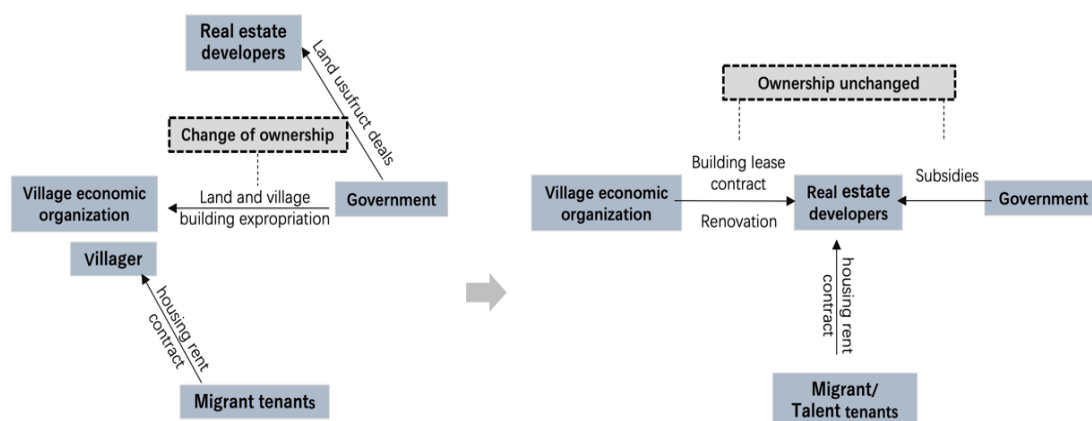 Real estate
developers
Land usufruct deals
Change of ownership
Village economic
organization
Land and village
building expropriation
Government
Villager
housing rent
contract
Migrant tenants
Ownership unchanged
Village economic
organization
Building lease
contract
Renovation
Real estate
developers
Subsidies
Government
housing rent
contract
Migrant/
Talent tenants